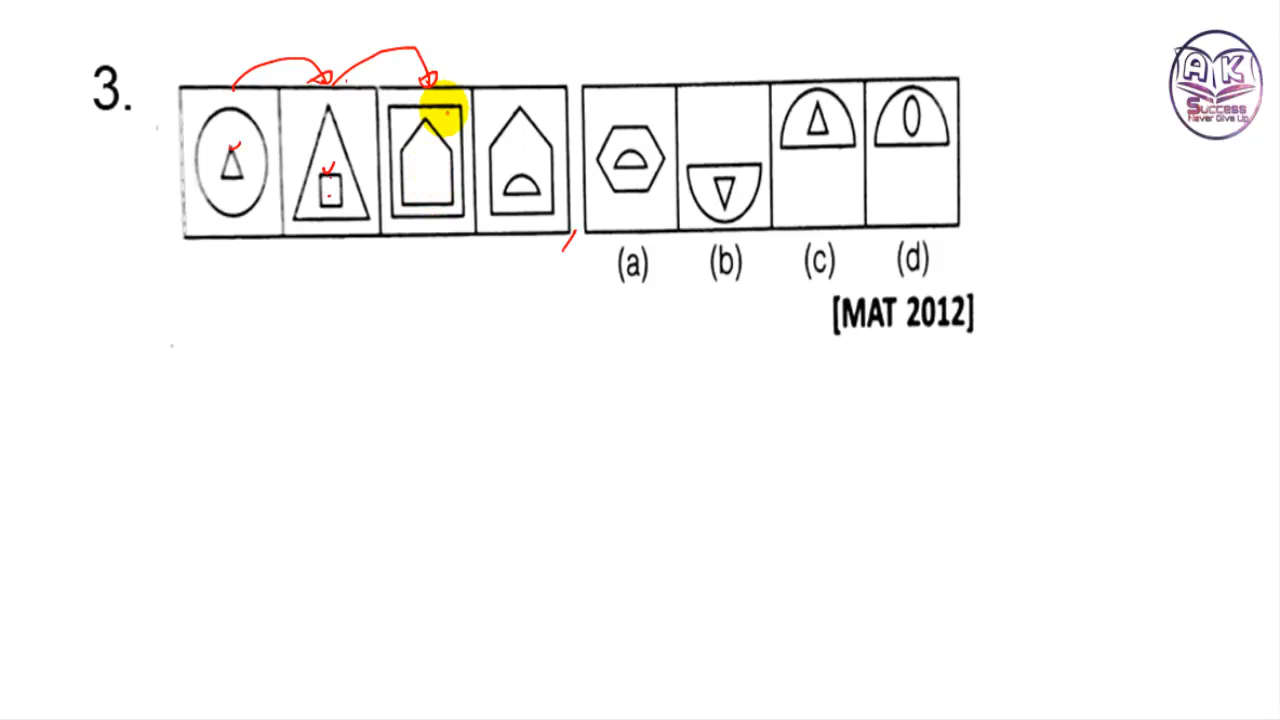 3.
(a) (b) (c) (d)
[MAT 2012]
AK
Success
Never Give Up